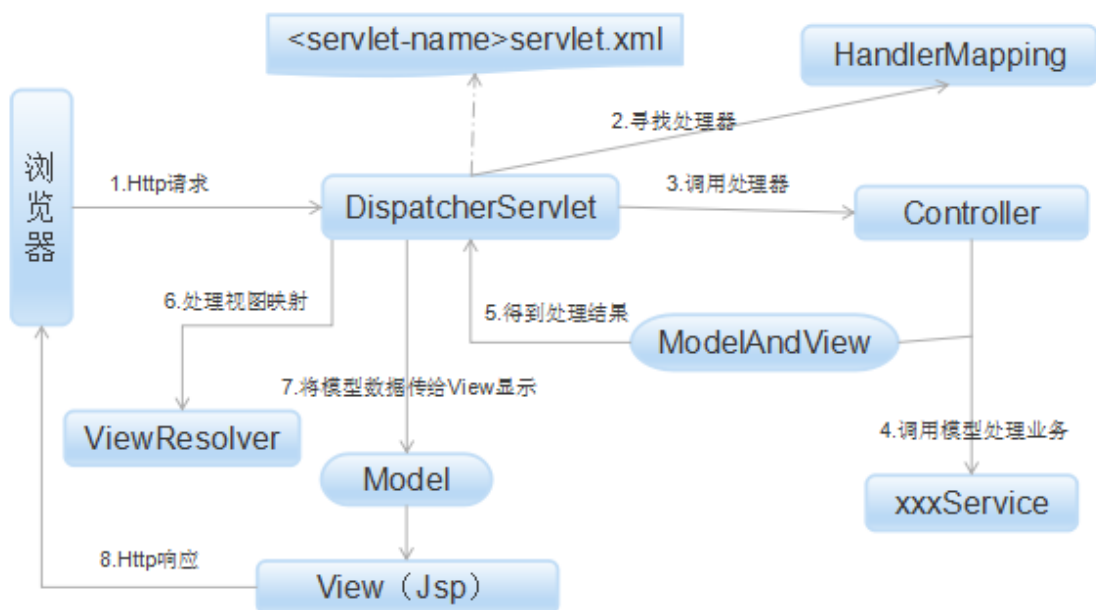 <servlet-name>servlet.xml
HandlerMapping
2.寻找处理器
浏览器
1.Http请求
3.调用处理器
DispatcherServlet
Controller
6.处理视图映射
5.得到处理结果
ModelAndView
7.将模型数据传给View显示
ViewResolver
4.调用模型处理业务
Model
xxxService
8.Http响应
View（Jsp）